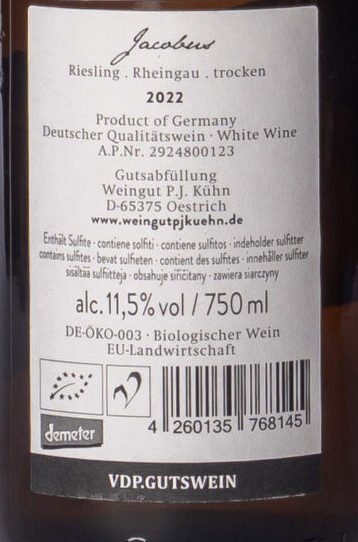 Jacobus
Riesling . Rheingau . trocken
2022
Product of Germany
Deutscher Qualitätswein · White Wine
A.P.Nr. 2924800123
Gutsabfüllung
Weingut P.J. Kühn
D-65375 Oestrich
www.weingutpjkuehn.de
Enthält Sulfite · contiene solfiti · contiene sulfitos · indeholder sulfitter
contains sulfites · bevat sulfieten · contient des sulfites · innehåller sulfiter
sisältää sulfiitteja · obsahuje siřičitany · zawiera siarczyny
alc. 11,5% vol / 750 ml
DE-ÖKO-003 · Biologischer Wein
EU-Landwirtschaft
demeter
4 260135 768145
VDP.GUTSWEIN